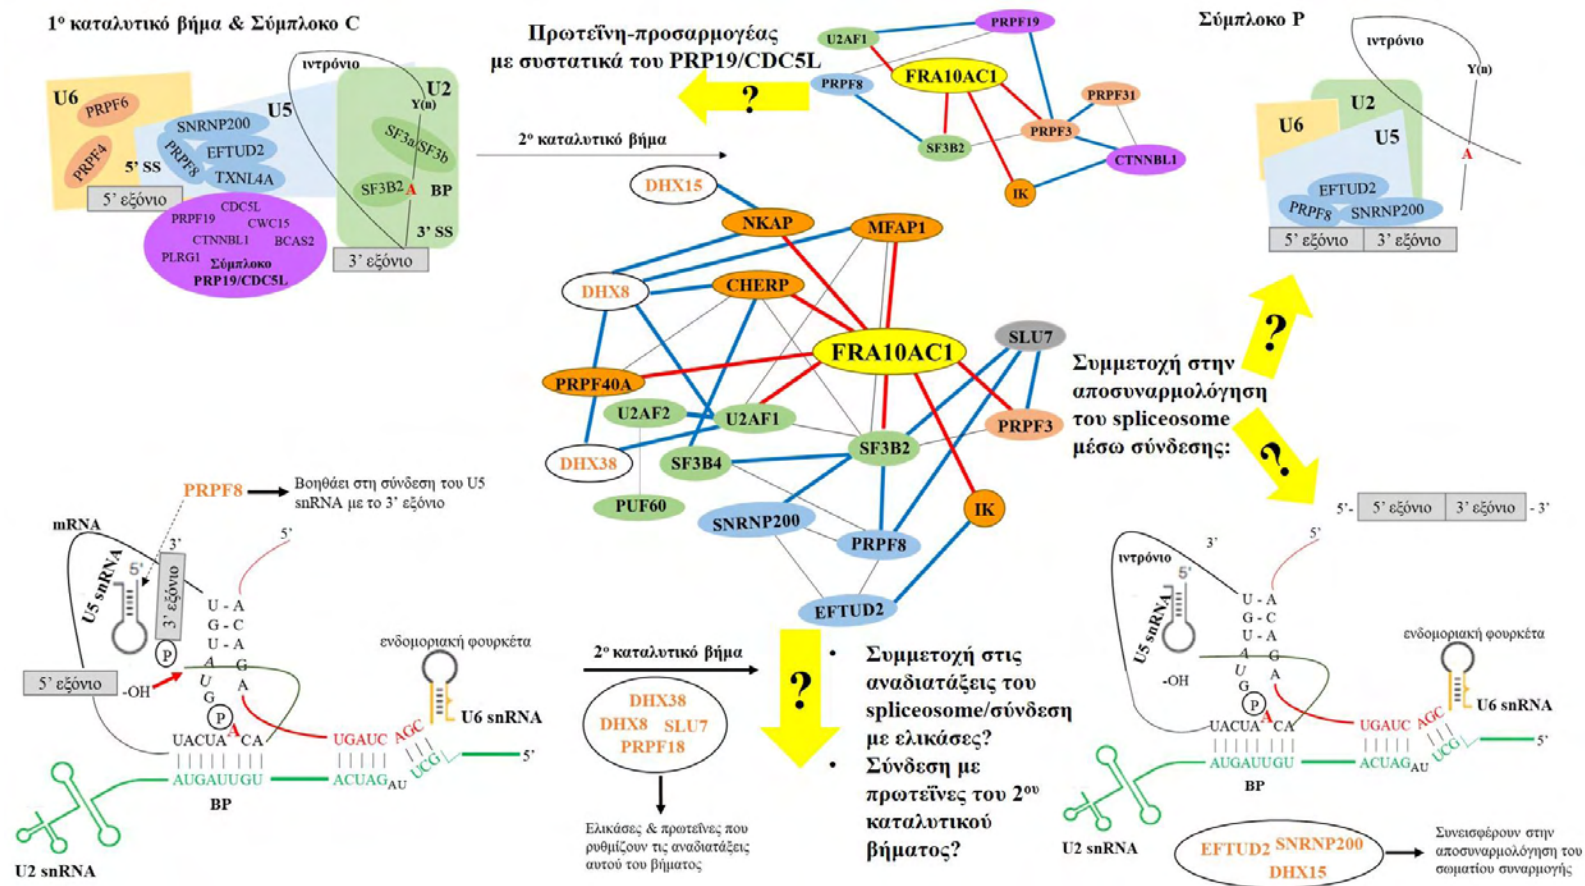 1º καταλυτικό βήμα & Σύμπλοκο C
U6
PRPF6
PRPF4
5’ SS
5’ εξόνιο
U5
SNRNP200
PRPF8
EFTUD2
TXNL4A
ιντρόνιο
U2
Y(n)
SF3a/SF3b
SF3B2
A
BP
3’ SS
3’ εξόνιο
CDC5L
PRPF19
CWC15
CTNNBL1
BCAS2
PLRG1
Σύμπλοκο
PRP19/CDC5L
Πρωτεΐνη-προσαρμογέας
με συστατικά του PRP19/CDC5L
?
2º καταλυτικό βήμα
PRPF19
U2AF1
FRA10AC1
PRPF8
PRPF31
PRPF3
SF3B2
CTNNBL1
IK
Σύμπλοκο P
ιντρόνιο
Y(n)
U2
U6
U5
A
EFTUD2
PRPF8
SNRNP200
5’ εξόνιο
3’ εξόνιο
DHX15
NKAP
MFAP1
DHX8
CHERP
FRA10AC1
SLU7
PRPF40A
U2AF2
U2AF1
PRPF3
SF3B2
DHX38
SF3B4
PUF60
SNRNP200
IK
PRPF8
EFTUD2
?
Συμμετοχή στην
αποσυναρμολόγηση
του spliceosome
μέσω σύνδεσης:
?
PRPF8
Βοηθάει στη σύνδεση του U5
snRNA με το 3’ εξόνιο
mRNA
5’
3’
5'
U5 snRNA
3’ εξόνιο
P
5’ εξόνιο
-OH
U - A
G - C
U - A
A G
U A
G
P
UACUA A CA
AUGAUUGU
BP
UGAUC AGC
ACUAG AU UCG
5’
ενδομοριακή φουρκέτα
U6 snRNA
U2 snRNA
2º καταλυτικό βήμα
DHX38
DHX8 SLU7
PRPF18
Ελικάσες & πρωτεΐνες που
ρυθμίζουν τις αναδιατάξεις
αυτού του βήματος
?
• Συμμετοχή στις
αναδιατάξεις του
spliceosome/σύνδεση
με ελικάσες?
• Σύνδεση με
πρωτεΐνες του 2ου
καταλυτικού
βήματος?
5’- 5’ εξόνιο 3’ εξόνιο - 3’
5’
3’
ιντρόνιο
5'
U5 snRNA
-OH
U - A
G - C
U - A
A G
U A
G
P
UACUA A CA
AUGAUUGU
BP
UGAUC AGC
ACUAG AU UCG
5’
ενδομοριακή φουρκέτα
U6 snRNA
U2 snRNA
EFTUD2 SNRNP200
DHX15
Συνεισφέρουν στην
αποσυναρμολόγηση του
σωματίου συναρμογής